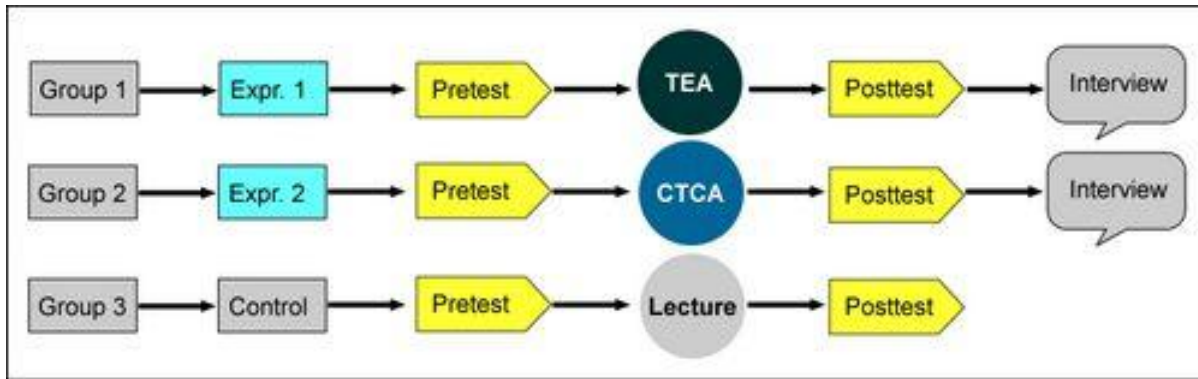 Group 1 Expr. 1 Pretest TEA Posttest Interview
Group 2 Expr. 2 Pretest CTCA Posttest Interview
Group 3 Control Pretest Lecture Posttest